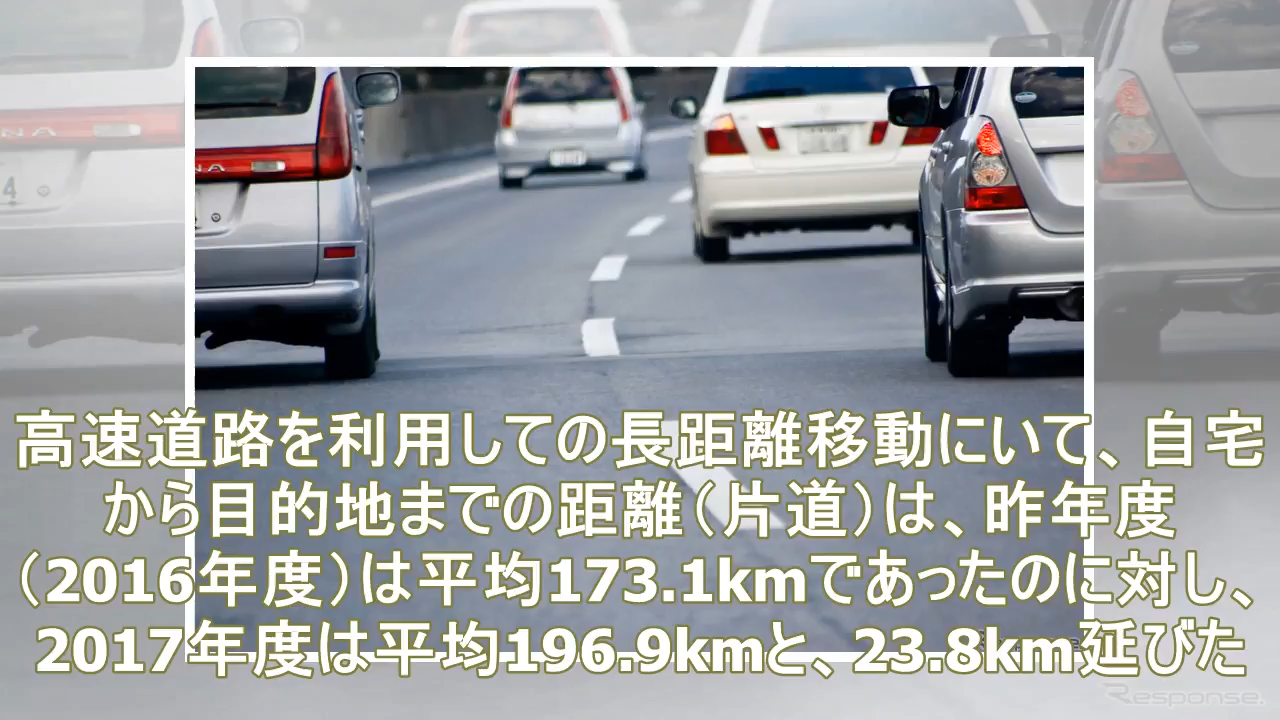 NA
NA
4
高速道路を利用しての長距離移動にいて、自宅
から目的地までの距離（片道）は、昨年度
（2016年度）は平均173.1kmであったのに対し、
2017年度は平均196.9kmと、23.8km延びた
Response.